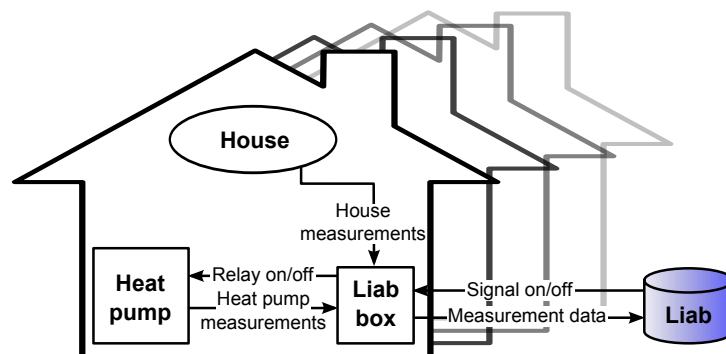 House
House
measurements
Heat
pump
Relay on/off
Heat pump
measurements
Liab
box
Signal on/off
Measurement data
Liab